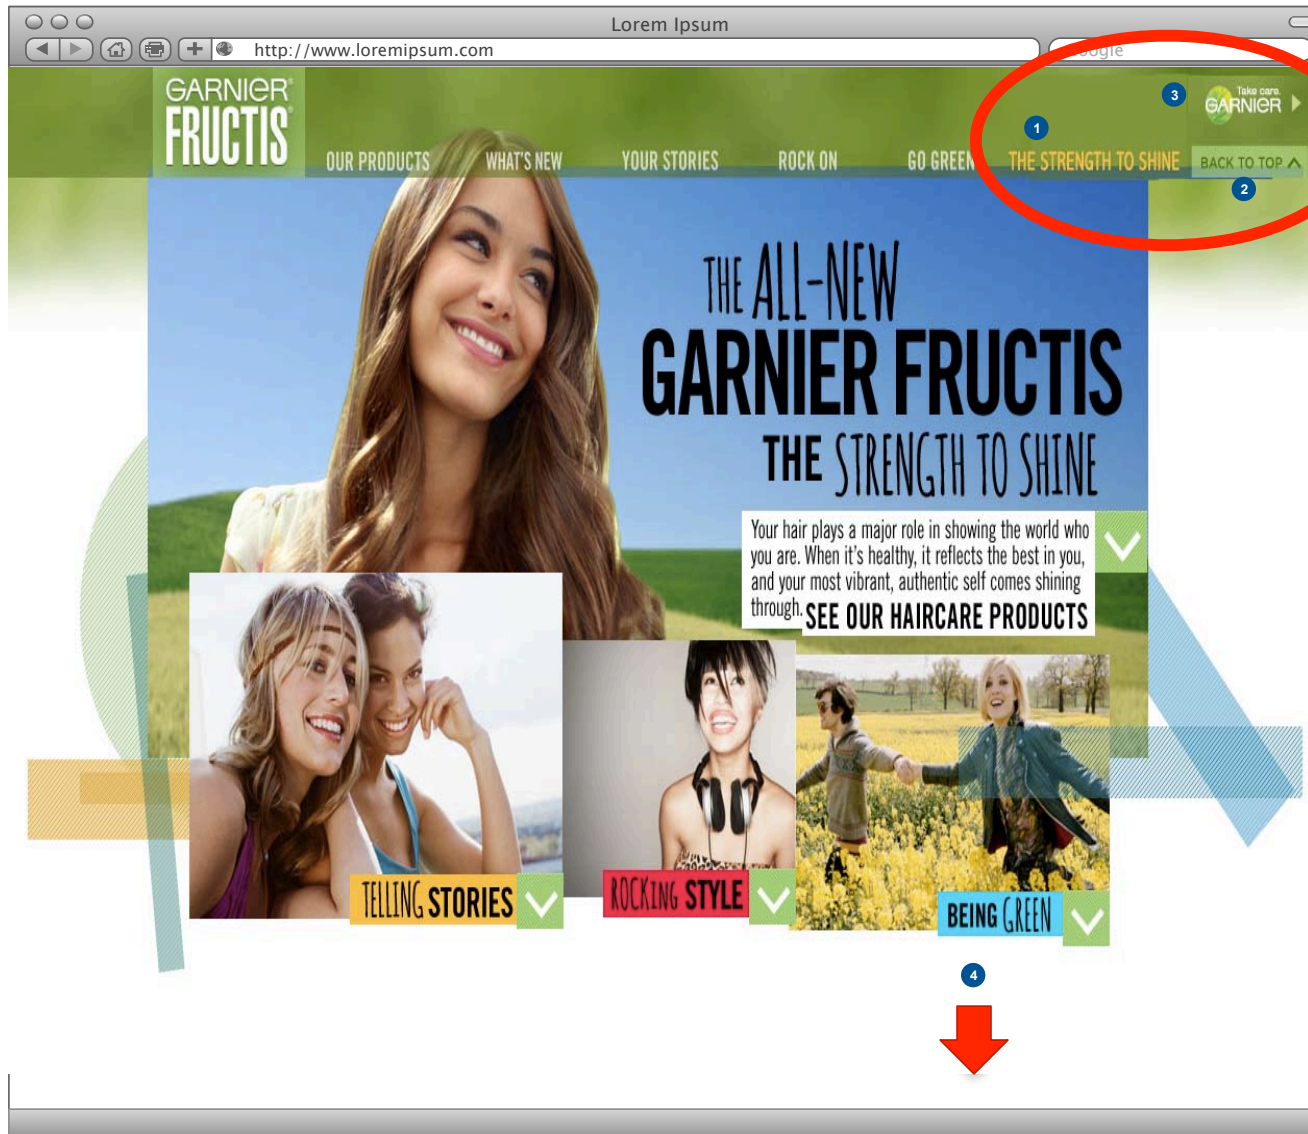 Lorem Ipsum
http://www.loremipsum.com
Google
GARNIER
FRUCTIS
OUR PRODUCTS WHAT'S NEW YOUR STORIES ROCK ON GO GREEN THE STRENGTH TO SHINE
3
Take care.
GARNIER
1
BACK TO TOP
2
THE ALL-NEW
GARNIER FRUCTIS
THE STRENGTH TO SHINE
Your hair plays a major role in showing the world who
you are. When it's healthy, it reflects the best in you,
and your most vibrant, authentic self comes shining
through. SEE OUR HAIRCARE PRODUCTS
TELLING STORIES
ROCKING STYLE
BEING GREEN
4